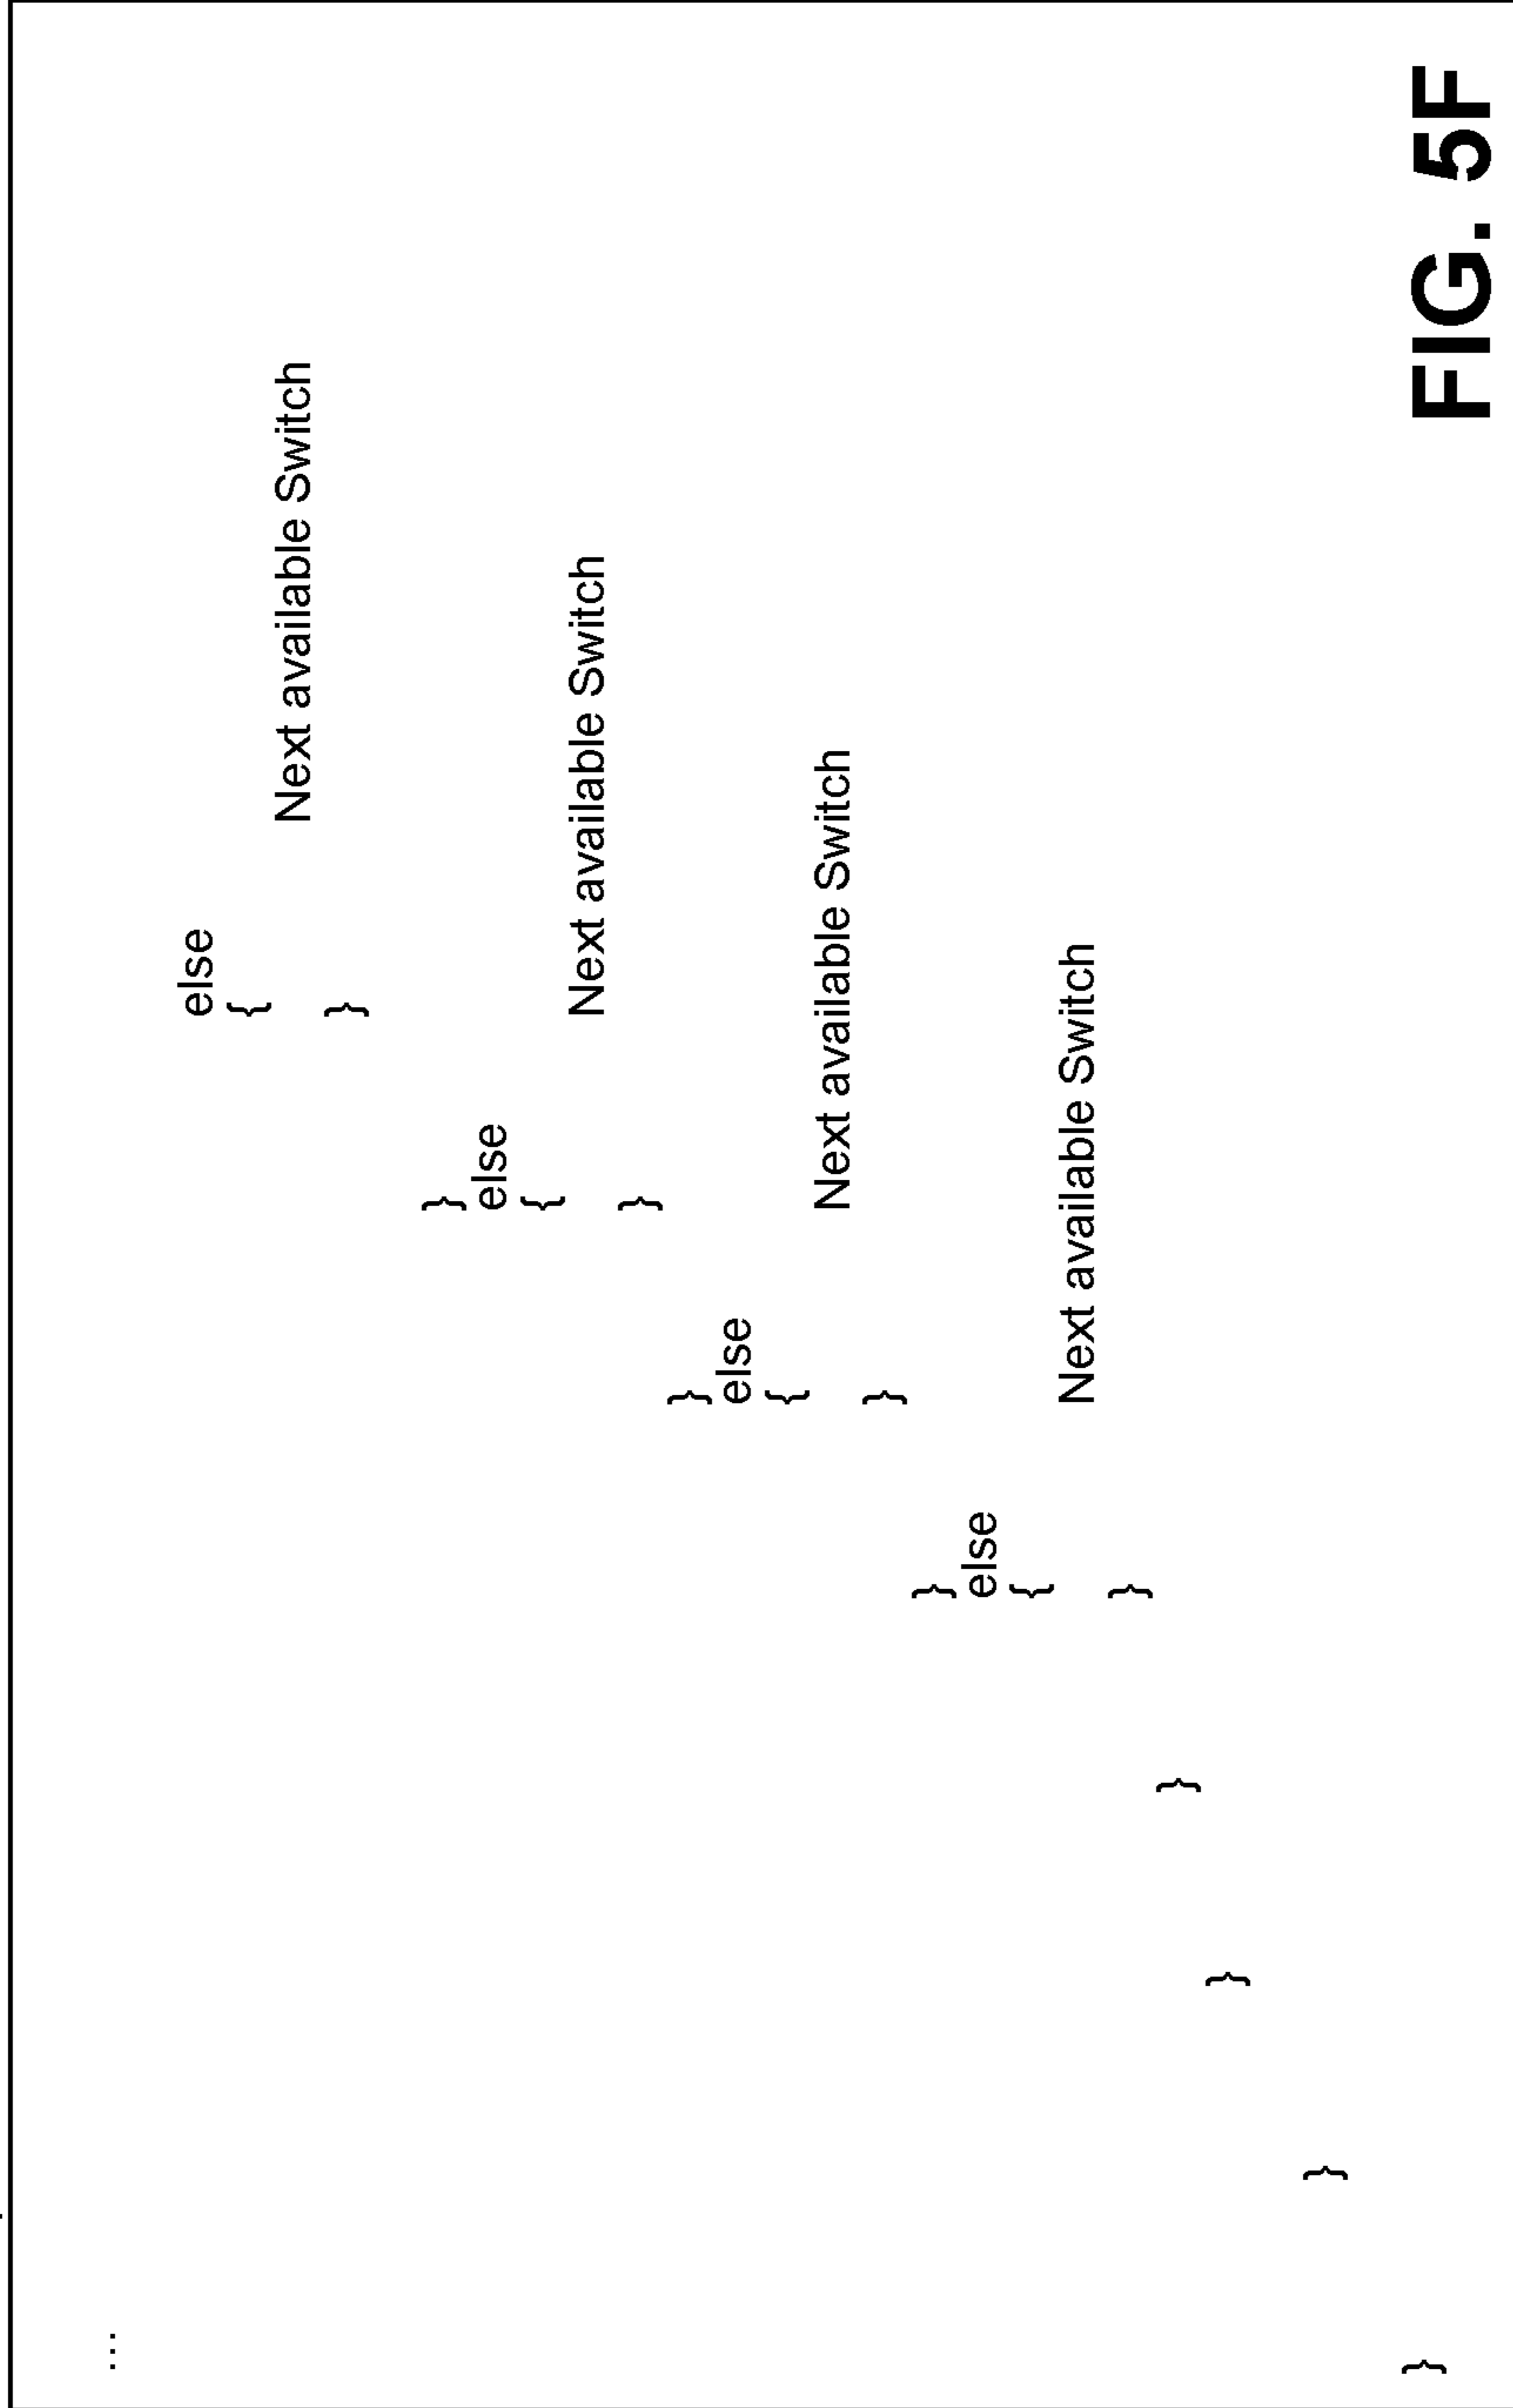 ...
else
{
Next available Switch
}
}
else
{
Next available Switch
}
}
else
{
Next available Switch
}
}
else
{
Next available Switch
}
}
}
}
}
FIG. 5F